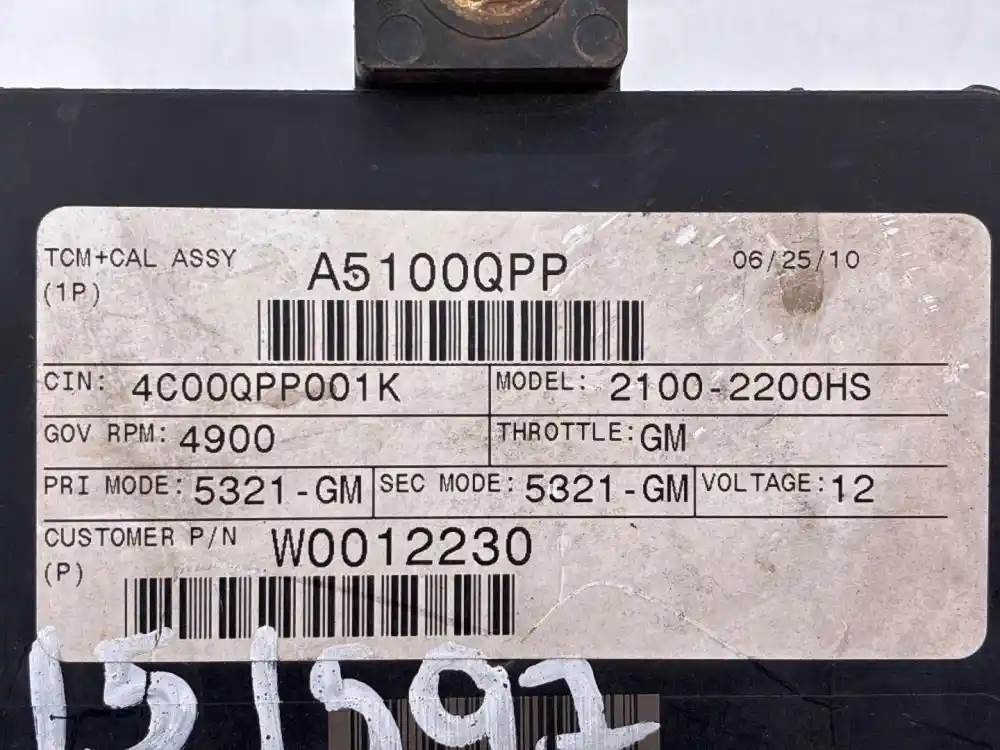 TCM+CAL ASSY A5100QPP 06/25/10
(1P)
CIN: 4C00QPP001K MODEL: 2100-2200HS
GOV RPM: 4900 THROTTLE: GM
PRI MODE: 5321-GM SEC MODE: 5321-GM VOLTAGE: 12
CUSTOMER P/N W0012230
(P)